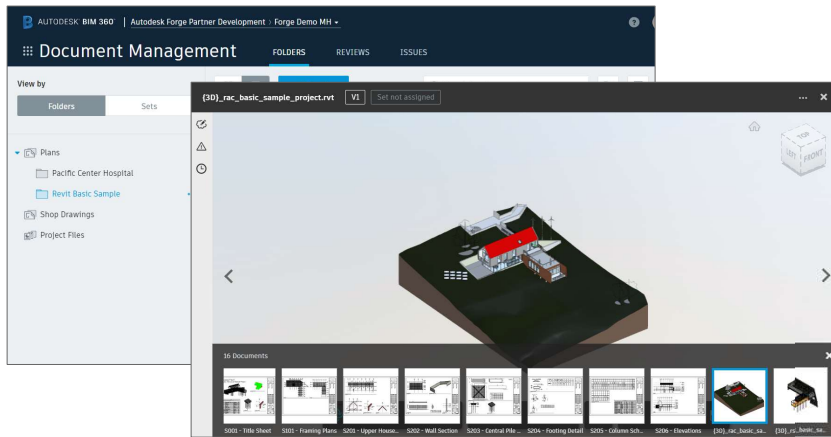 AUTODESK® BIM 360® | Autodesk Forge Partner Development > Forge Demo MH
Document Management FOLDERS REVIEWS ISSUES
View by
Folders Sets
Plans
Pacific Center Hospital
Revit Basic Sample
Shop Drawings
Project Files
{3D}_rac_basic_sample_project.rvt V1 Set not assigned
TOP
LEFT FRONT
16 Documents
S001 - Title Sheet S101 - Framing Plans S201 - Upper House... S202 - Wall Section S203 - Central Pile ... S204 - Footing Detail S205 - Column Sch... S206 - Elevations {3D}_rac_basic_sa... {3D}_ basic_sa...